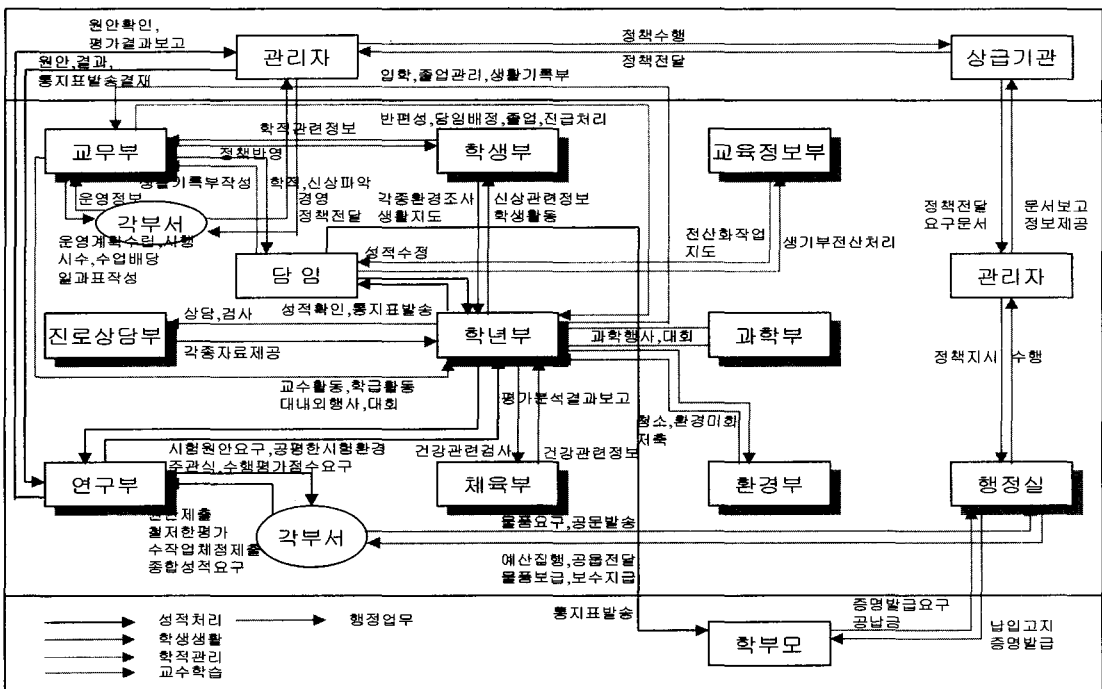 원안확인,
평가결과보고
관리자
정책수행
정책전달
상급기관
원안,결과,
통지표발송결재
입학,졸업관리,생활기록부
반편성,담임배정,졸업,진급처리
교무부
학적관련정보
학생부
교육정보부
정책반영
생활기록부작성
학적,신상파악
운영정보
경영
정책전달
각부서
각종환경조사
생활지도
신상관련정보
학생활동
정책전달
요구문서
문서보고
정보제공
운영계획수립,시행
시수,수업배당
일과표작성
성적수정
전산화작업
지도
생기부전산처리
담 임
관리자
성적확인,통지표발송
진로상담부
상담,검사
각종자료제공
학년부
과학행사,대회
과학부
정책지시
수행
교수활동,학급활동
대내외행사,대회
평가분석결과보고
청소,환경미화
저축
시험원안요구,공평한시험환경
주관식,수행평가점수요구
건강관련검사
건강관련정보
연구부
체육부
환경부
행정실
원안제출
철저한평가
수작업체정제출
종합성적요구
각부서
물품요구,공문발송
예산집행,공문전달
물품보급,보수지급
성적처리
행정업무
학생생활
학적관리
교수학습
통지표발송
학부모
증명발급요구
공납금
납입고지
증명발급